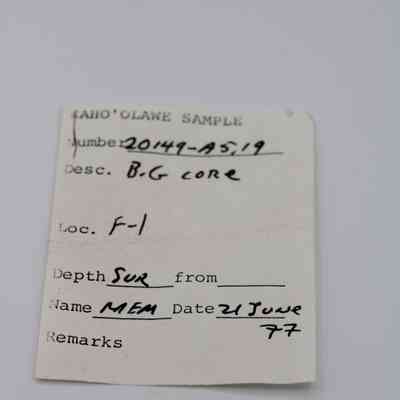 KAHO'OLAWE SAMPLE
Number 20149-A5,19
Desc. B.G core
Loc. F-1
Depth SUR from
Name MEM Date 21 June
77
Remarks